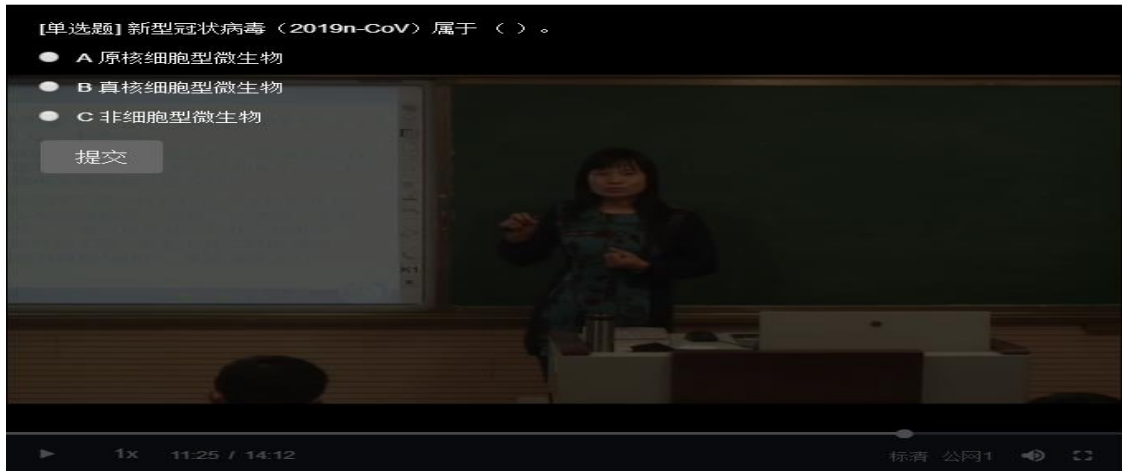 [单选题] 新型冠状病毒（2019n-CoV）属于 （ ）。
A 原核细胞型微生物
B 真核细胞型微生物
C 非细胞型微生物
提交
1x 11:25 / 14:12 标清 公网1